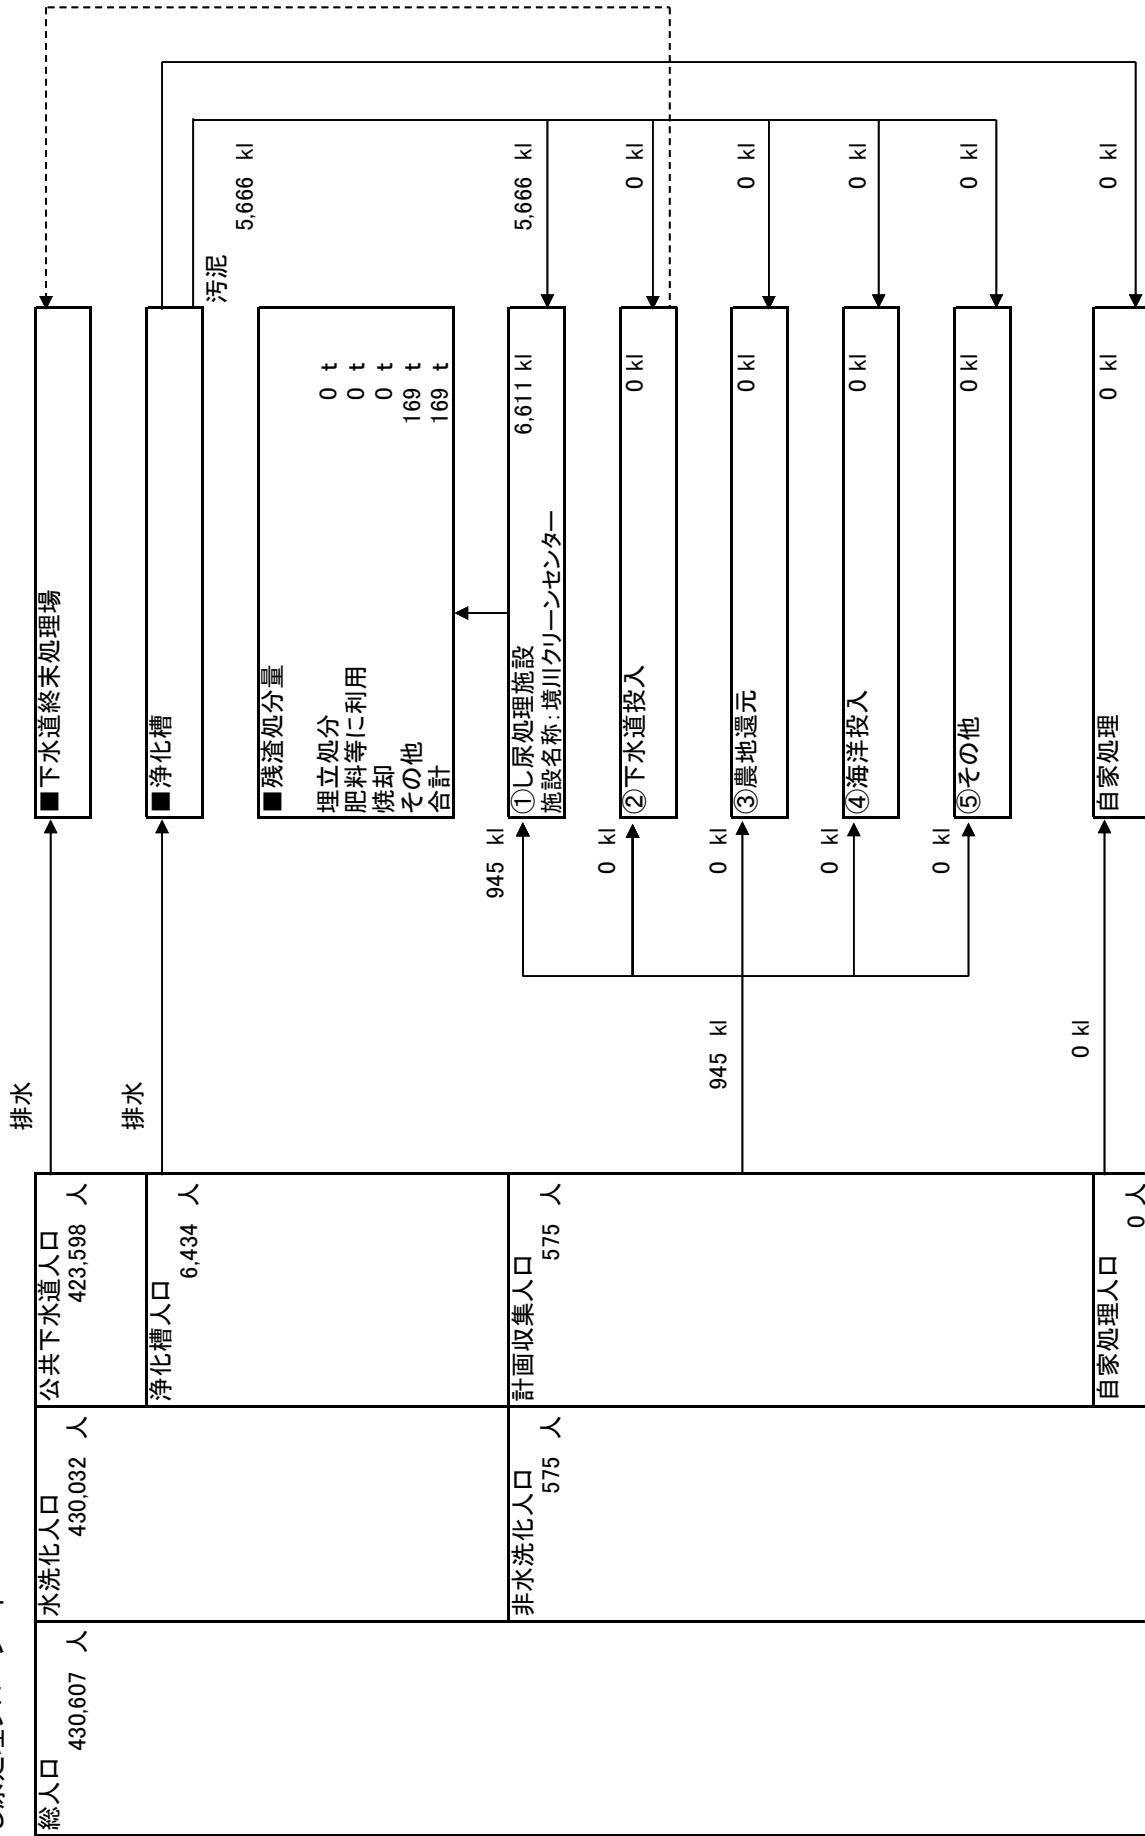 総人口
430,607 人
水洗化人口
430,032 人
非水洗化人口
575 人
公共下水道人口
423,598 人
浄化槽人口
6,434 人
計画収集人口
575 人
自家処理人口
0 人
排水
排水
945 kl
0 kl
945 kl
0 kl
0 kl
0 kl
0 kl
■下水道終末処理場
■浄化槽
■残渣処分量
埋立処分 0 t
肥料等に利用 0 t
焼却 0 t
その他 169 t
合計 169 t
①し尿処理施設 6,611 kl
施設名称:境川クリーンセンター
②下水道投入 0 kl
③農地還元 0 kl
④海洋投入 0 kl
⑤その他 0 kl
自家処理 0 kl
汚泥
5,666 kl
5,666 kl
0 kl
0 kl
0 kl
0 kl
0 kl